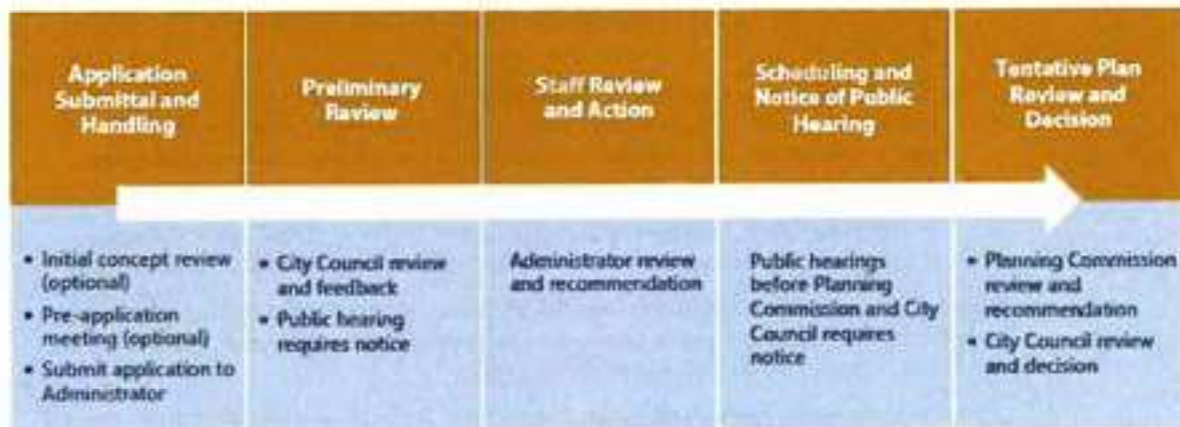 Application
Submittal and
Handling
Preliminary
Review
Staff Review
and Action
Scheduling and
Notice of Public
Hearing
Tentative Plan
Review and
Decision
• Initial concept review
(optional)
• Pre-application
meeting (optional)
• Submit application to
Administrator
• City Council review
and feedback
• Public hearing
requires notice
Administrator review
and recommendation
Public hearings
before Planning
Commission and City
Council requires
notice
• Planning Commission
review and
recommendation
• City Council review
and decision